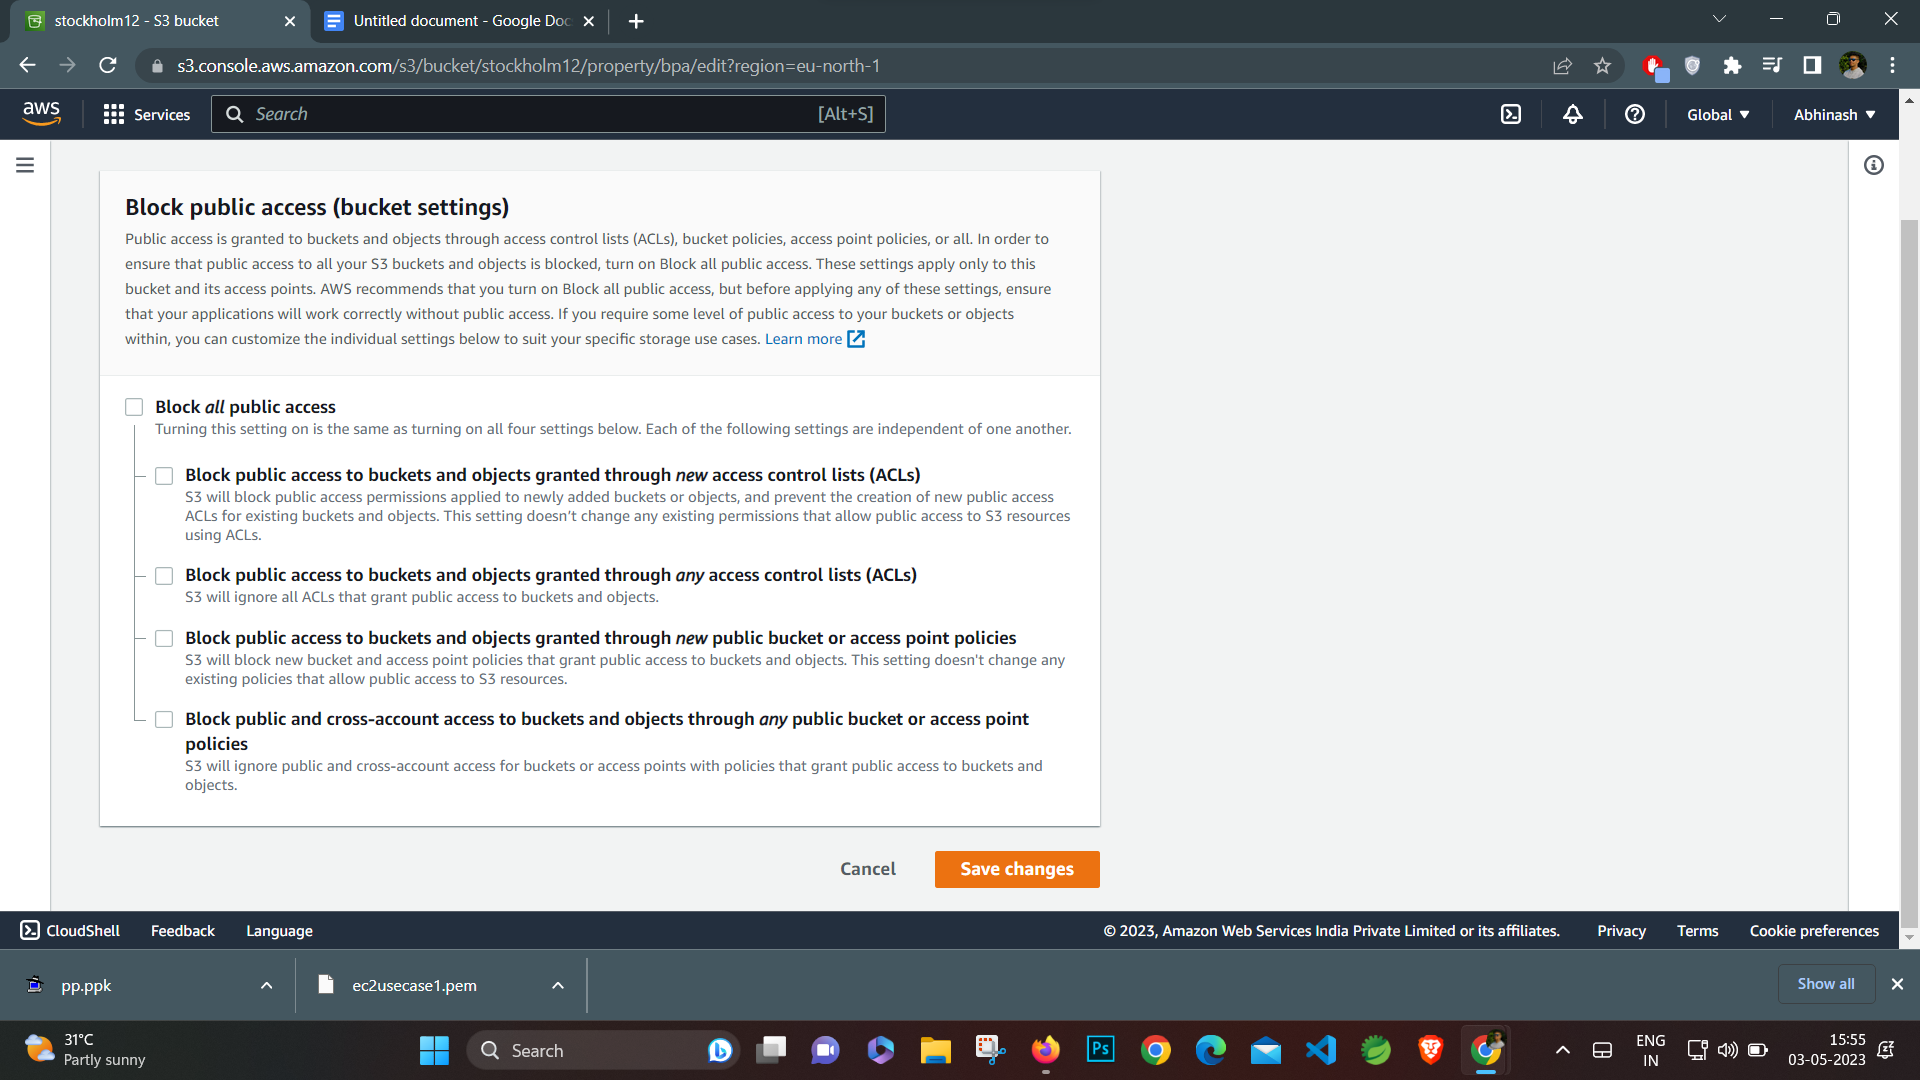 stockholm12 - S3 bucket
Untitled document - Google Doc
s3.console.aws.amazon.com/s3/bucket/stockholm12/property/bpa/edit?region=eu-north-1
aws
Services
Search
[Alt+S]
Global
Abhinash
Block public access (bucket settings)
Public access is granted to buckets and objects through access control lists (ACLs), bucket policies, access point policies, or all. In order to
ensure that public access to all your S3 buckets and objects is blocked, turn on Block all public access. These settings apply only to this
bucket and its access points. AWS recommends that you turn on Block all public access, but before applying any of these settings, ensure
that your applications will work correctly without public access. If you require some level of public access to your buckets or objects
within, you can customize the individual settings below to suit your specific storage use cases. Learn more
Block all public access
Turning this setting on is the same as turning on all four settings below. Each of the following settings are independent of one another.
Block public access to buckets and objects granted through new access control lists (ACLs)
S3 will block public access permissions applied to newly added buckets or objects, and prevent the creation of new public access
ACLs for existing buckets and objects. This setting doesn’t change any existing permissions that allow public access to S3 resources
using ACLs.
Block public access to buckets and objects granted through any access control lists (ACLs)
S3 will ignore all ACLs that grant public access to buckets and objects.
Block public access to buckets and objects granted through new public bucket or access point policies
S3 will block new bucket and access point policies that grant public access to buckets and objects. This setting doesn't change any
existing policies that allow public access to S3 resources.
Block public and cross-account access to buckets and objects through any public bucket or access point
policies
S3 will ignore public and cross-account access for buckets or access points with policies that grant public access to buckets and
objects.
Cancel
Save changes
CloudShell
Feedback
Language
© 2023, Amazon Web Services India Private Limited or its affiliates.
Privacy
Terms
Cookie preferences
pp.ppk
ec2usecase1.pem
Show all
31°C
Partly sunny
Search
Ps
ENG
IN
15:55
03-05-2023